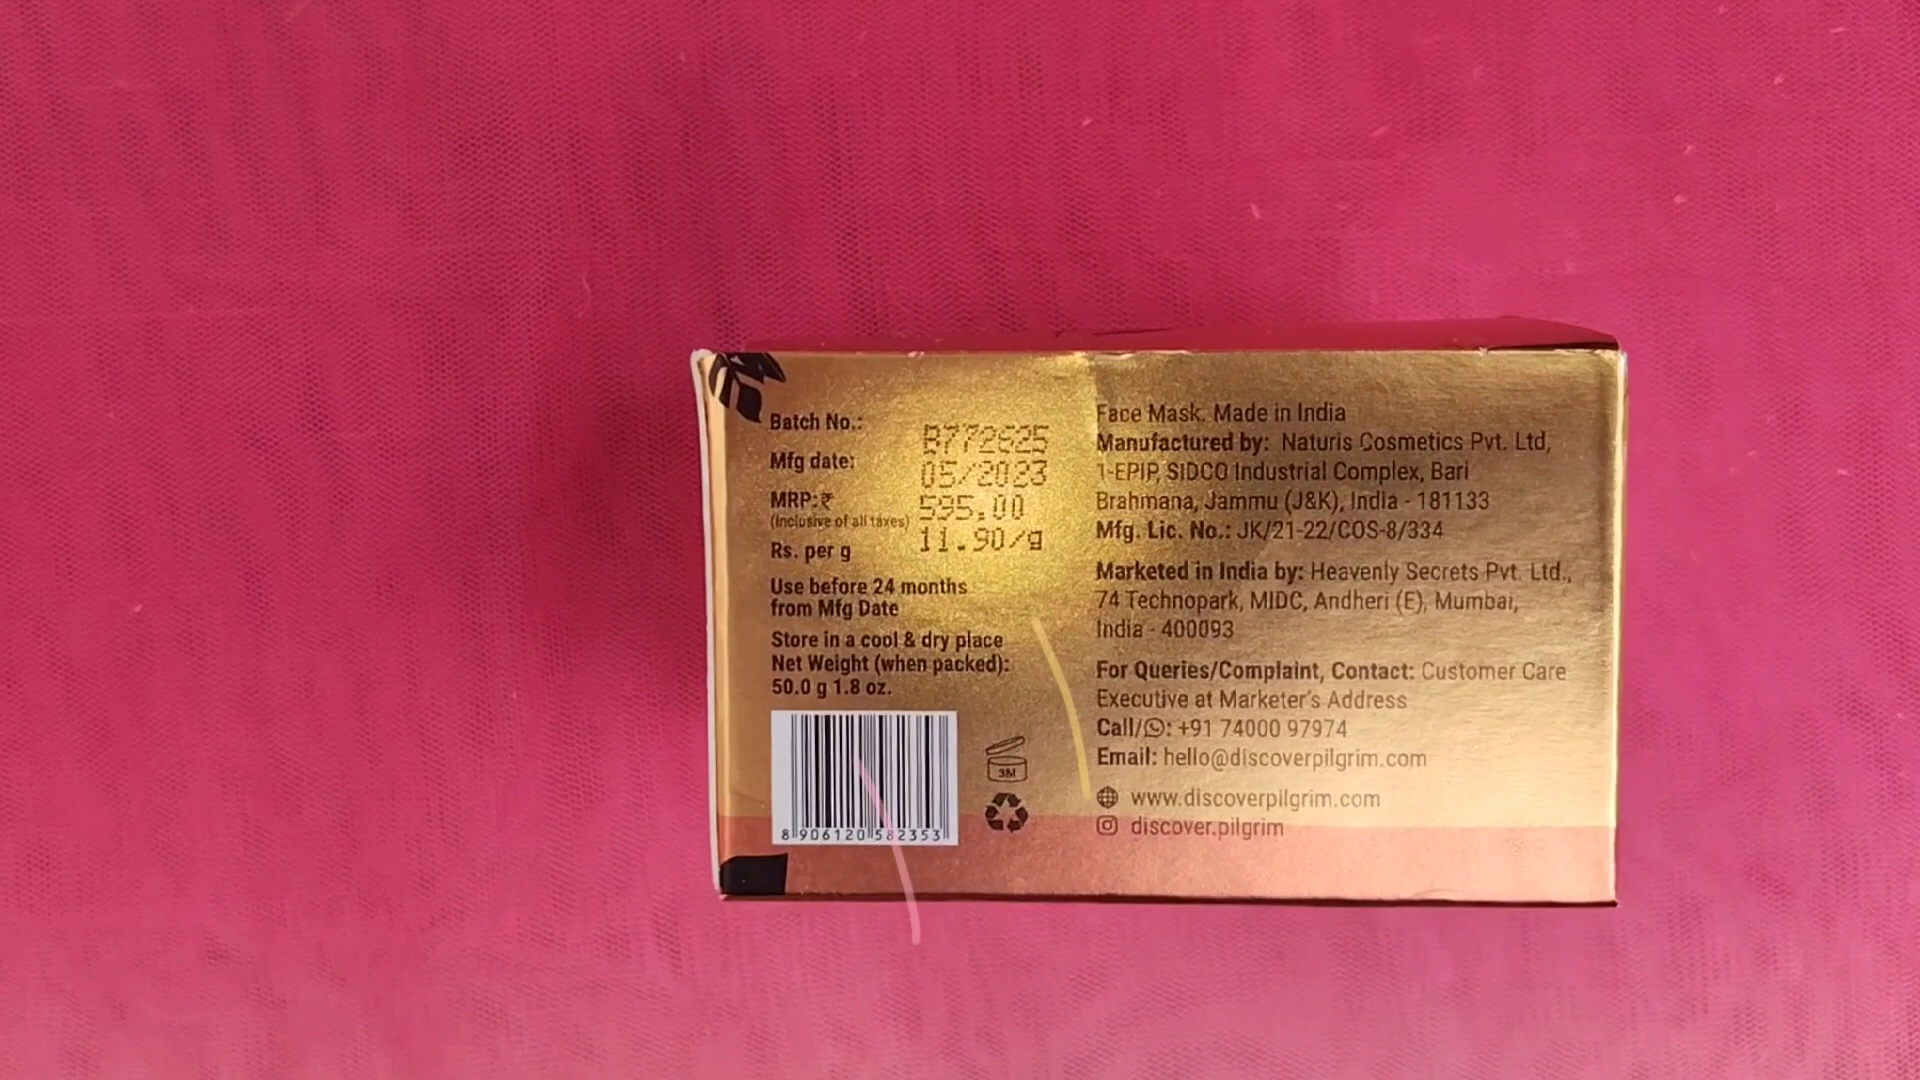 Batch No.: B772625
Mfg date: 05/2023
MRP:₹ 595.00
(Inclusive of all taxes)
Rs. per g 11.90/g
Use before 24 months
from Mfg Date
Store in a cool & dry place
Net Weight (when packed):
50.0 g 1.8 oz.
8 906120 582353
3M
Face Mask. Made in India
Manufactured by: Naturis Cosmetics Pvt. Ltd,
1-EPIP, SIDCO Industrial Complex, Bari
Brahmana, Jammu (J&K), India - 181133
Mfg. Lic. No.: JK/21-22/COS-8/334
Marketed in India by: Heavenly Secrets Pvt. Ltd.,
74 Technopark, MIDC, Andheri (E), Mumbai,
India - 400093
For Queries/Complaint, Contact: Customer Care
Executive at Marketer's Address
Call/: +91 74000 97974
Email: hello@discoverpilgrim.com
www.discoverpilgrim.com
discover.pilgrim